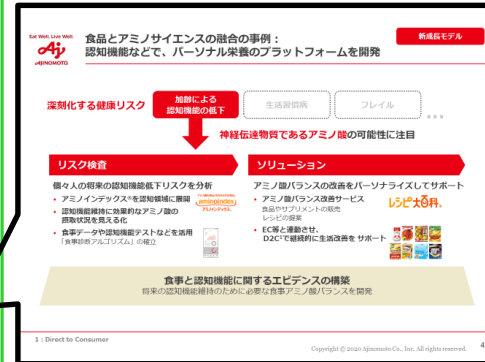 Eat Well, Live Well.
AJINOMOTO
食品とアミノサイエンスの融合の事例：
認知機能などで、パーソナル栄養のプラットフォームを開発
新成長モデル
深刻化する健康リスク
加齢による
認知機能の低下
生活習慣病
フレイル
...
神経伝達物質であるアミノ酸の可能性に注目
リスク検査
個々人の将来の認知機能低下リスクを分析
• アミノインデックス®を認知領域に展開
• 認知機能維持に効果的なアミノ酸の
摂取状況を見える化
• 食事データや認知機能テストなどを活用
「食事診断アルゴリズム」の確立
aminoindex
アミノインデックス
ソリューション
アミノ酸バランスの改善をパーソナライズしてサポート
• アミノ酸バランス改善サービス
食品やサプリメントの販売
レシピの提案
• EC等と連動させ、
D2C¹で継続的に生活改善を サポート
レシピ大百科
食事と認知機能に関するエビデンスの構築
将来の認知機能維持のために必要な食事アミノ酸バランスを開発
1 : Direct to Consumer
Copyright © 2020 Ajinomoto Co., Inc. All rights reserved.